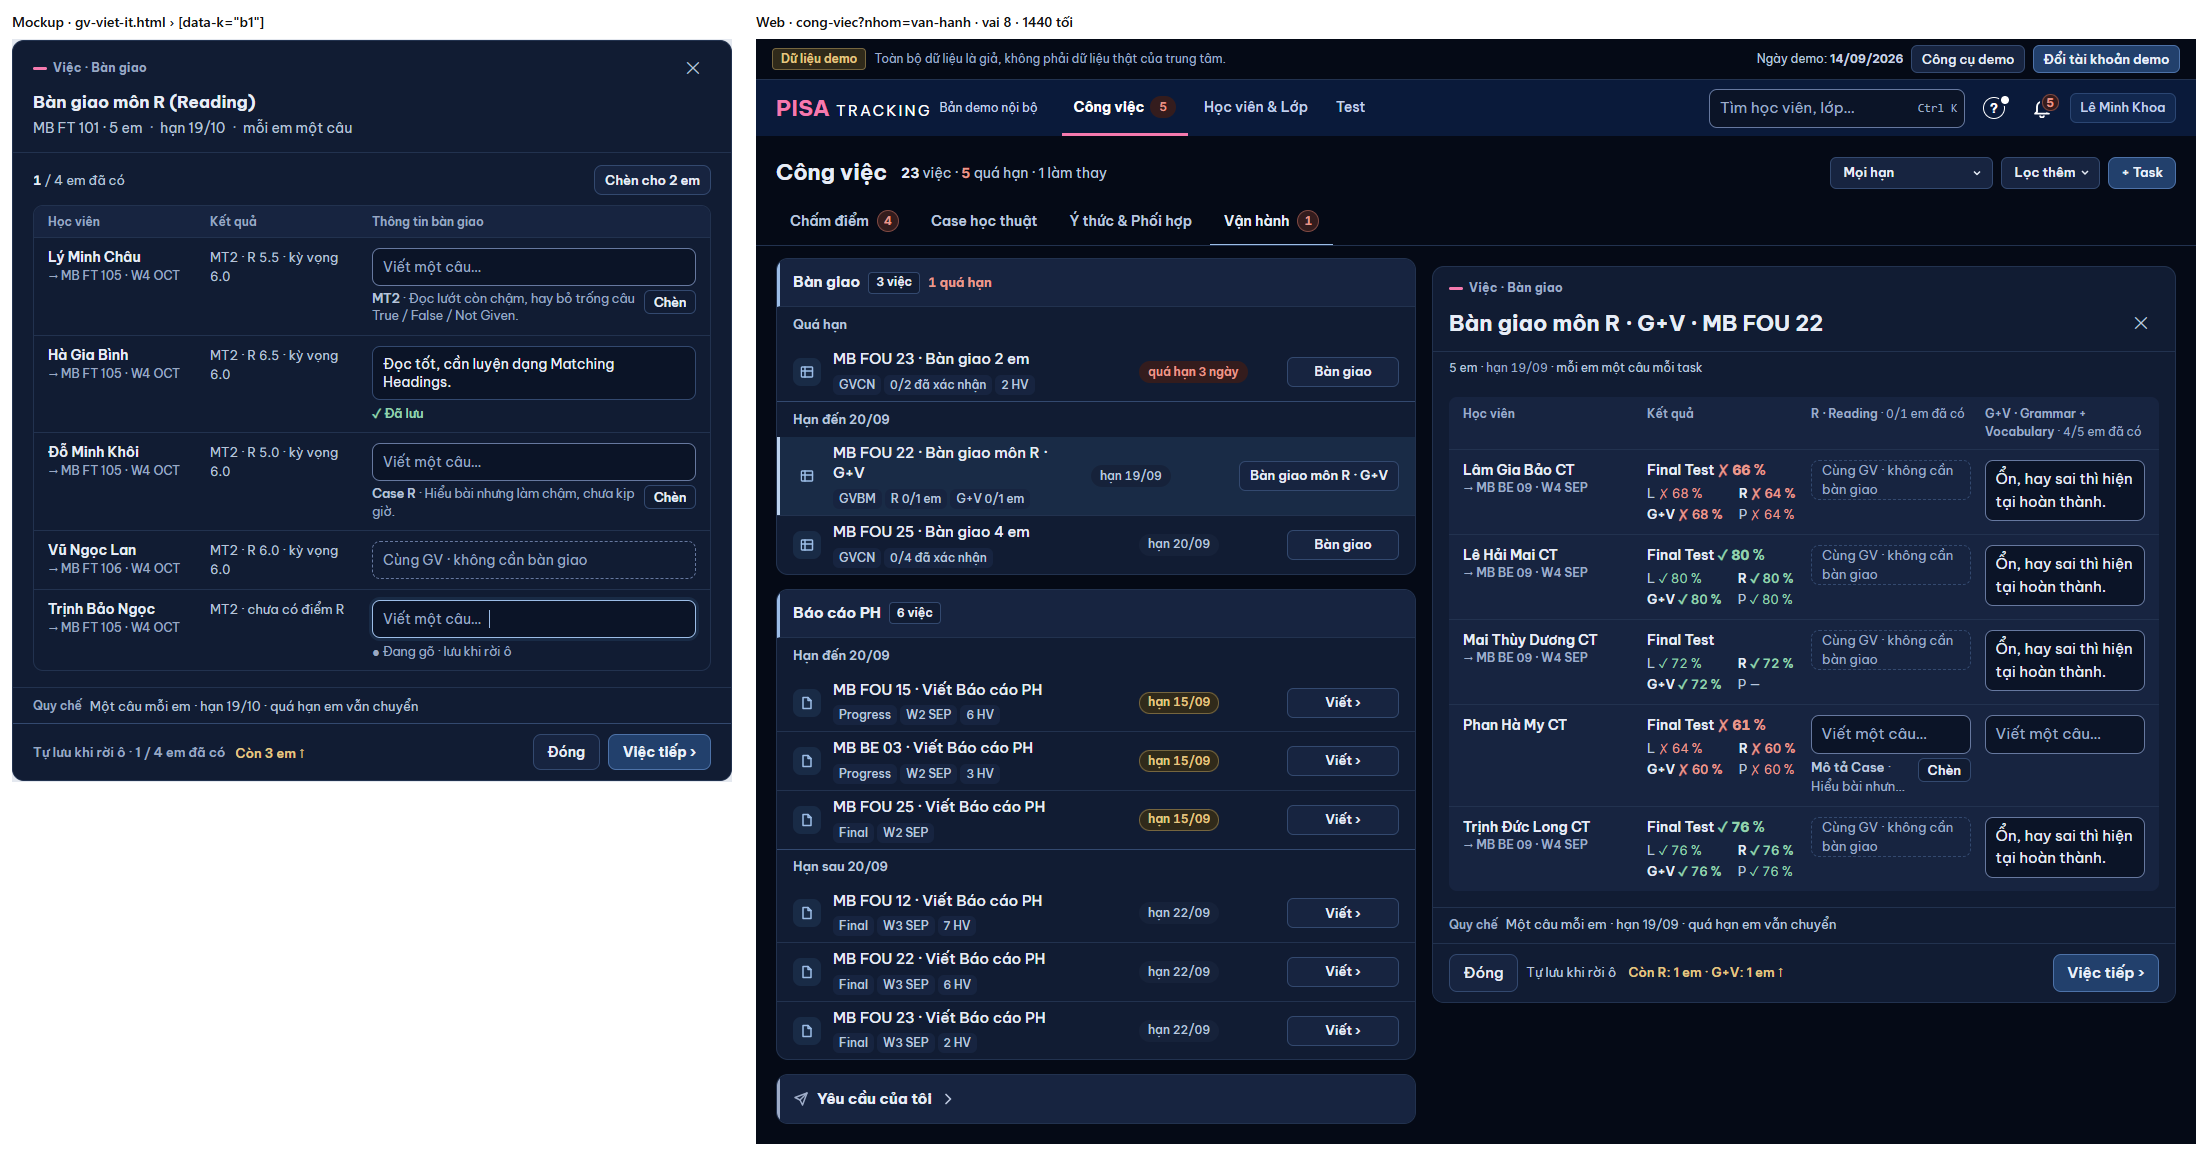 Mockup · gv-viet-it.html › [data-k="b1"]
Việc · Bàn giao
Bàn giao môn R (Reading)
MB FT 101 · 5 em · hạn 19/10 · mỗi em một câu
1 / 4 em đã có
Chèn cho 2 em
Học viên Kết quả Thông tin bàn giao
Lý Minh Châu
→ MB FT 105 · W4 OCT
MT2 · R 5.5 · kỳ vọng
6.0
Viết một câu...
MT2 · Đọc lướt còn chậm, hay bỏ trống câu
True / False / Not Given.
Chèn
Hà Gia Bình
→ MB FT 105 · W4 OCT
MT2 · R 6.5 · kỳ vọng
6.0
Đọc tốt, cần luyện dạng Matching
Headings.
✓ Đã lưu
Đỗ Minh Khôi
→ MB FT 105 · W4 OCT
MT2 · R 5.0 · kỳ vọng
6.0
Viết một câu...
Case R · Hiểu bài nhưng làm chậm, chưa kịp
giờ.
Chèn
Vũ Ngọc Lan
→ MB FT 106 · W4 OCT
MT2 · R 6.0 · kỳ vọng
6.0
Cùng GV · không cần bàn giao
Trịnh Bảo Ngọc
→ MB FT 105 · W4 OCT
MT2 · chưa có điểm R
Viết một câu...
● Đang gõ · lưu khi rời ô
Quy chế Một câu mỗi em · hạn 19/10 · quá hạn em vẫn chuyển
Tự lưu khi rời ô · 1 / 4 em đã có Còn 3 em ↑
Đóng
Việc tiếp ›
Web · cong-viec?nhom=van-hanh · vai 8 · 1440 tối
Dữ liệu demo Toàn bộ dữ liệu là giả, không phải dữ liệu thật của trung tâm.
Ngày demo: 14/09/2026 Công cụ demo Đổi tài khoản demo
PISA TRACKING Bản demo nội bộ
Công việc 5 Học viên & Lớp Test
Tìm học viên, lớp... Ctrl K
? 5 Lê Minh Khoa
Công việc 23 việc · 5 quá hạn · 1 làm thay
Mọi hạn Lọc thêm + Task
Chấm điểm 4 Case học thuật Ý thức & Phối hợp Vận hành 1
Bàn giao 3 việc 1 quá hạn
Quá hạn
MB FOU 23 · Bàn giao 2 em
GVCN 0/2 đã xác nhận 2 HV
quá hạn 3 ngày
Bàn giao
Hạn đến 20/09
MB FOU 22 · Bàn giao môn R ·
G+V
GVBM R 0/1 em G+V 0/1 em
hạn 19/09
Bàn giao môn R · G+V
MB FOU 25 · Bàn giao 4 em
GVCN 0/4 đã xác nhận
hạn 20/09
Bàn giao
Báo cáo PH 6 việc
Hạn đến 20/09
MB FOU 15 · Viết Báo cáo PH
Progress W2 SEP 6 HV
hạn 15/09
Viết ›
MB BE 03 · Viết Báo cáo PH
Progress W2 SEP 3 HV
hạn 15/09
Viết ›
MB FOU 25 · Viết Báo cáo PH
Final W2 SEP
hạn 15/09
Viết ›
Hạn sau 20/09
MB FOU 12 · Viết Báo cáo PH
Final W3 SEP 7 HV
hạn 22/09
Viết ›
MB FOU 22 · Viết Báo cáo PH
Final W3 SEP 6 HV
hạn 22/09
Viết ›
MB FOU 23 · Viết Báo cáo PH
Final W3 SEP 2 HV
hạn 22/09
Viết ›
Yêu cầu của tôi
Việc · Bàn giao
Bàn giao môn R · G+V · MB FOU 22
5 em · hạn 19/09 · mỗi em một câu mỗi task
Học viên Kết quả R · Reading · 0/1 em đã có G+V · Grammar +
Vocabulary · 4/5 em đã có
Lâm Gia Bảo CT
→ MB BE 09 · W4 SEP
Final Test ✗ 66 %
L ✗ 68 % R ✗ 64 %
G+V ✗ 68 % P ✗ 64 %
Cùng GV · không cần
bàn giao
Ổn, hay sai thì hiện
tại hoàn thành.
Lê Hải Mai CT
→ MB BE 09 · W4 SEP
Final Test ✓ 80 %
L ✓ 80 % R ✓ 80 %
G+V ✓ 80 % P ✓ 80 %
Cùng GV · không cần
bàn giao
Ổn, hay sai thì hiện
tại hoàn thành.
Mai Thùy Dương CT
→ MB BE 09 · W4 SEP
Final Test
L ✓ 72 % R ✓ 72 %
G+V ✓ 72 % P —
Cùng GV · không cần
bàn giao
Ổn, hay sai thì hiện
tại hoàn thành.
Phan Hà My CT
Final Test ✗ 61 %
L ✗ 64 % R ✗ 60 %
G+V ✗ 60 % P ✗ 60 %
Viết một câu...
Mô tả Case ·
Hiểu bài nhưn...
Chèn
Viết một câu...
Trịnh Đức Long CT
→ MB BE 09 · W4 SEP
Final Test ✓ 76 %
L ✓ 76 % R ✓ 76 %
G+V ✓ 76 % P ✓ 76 %
Cùng GV · không cần
bàn giao
Ổn, hay sai thì hiện
tại hoàn thành.
Quy chế Một câu mỗi em · hạn 19/09 · quá hạn em vẫn chuyển
Đóng Tự lưu khi rời ô Còn R: 1 em · G+V: 1 em ↑
Việc tiếp ›